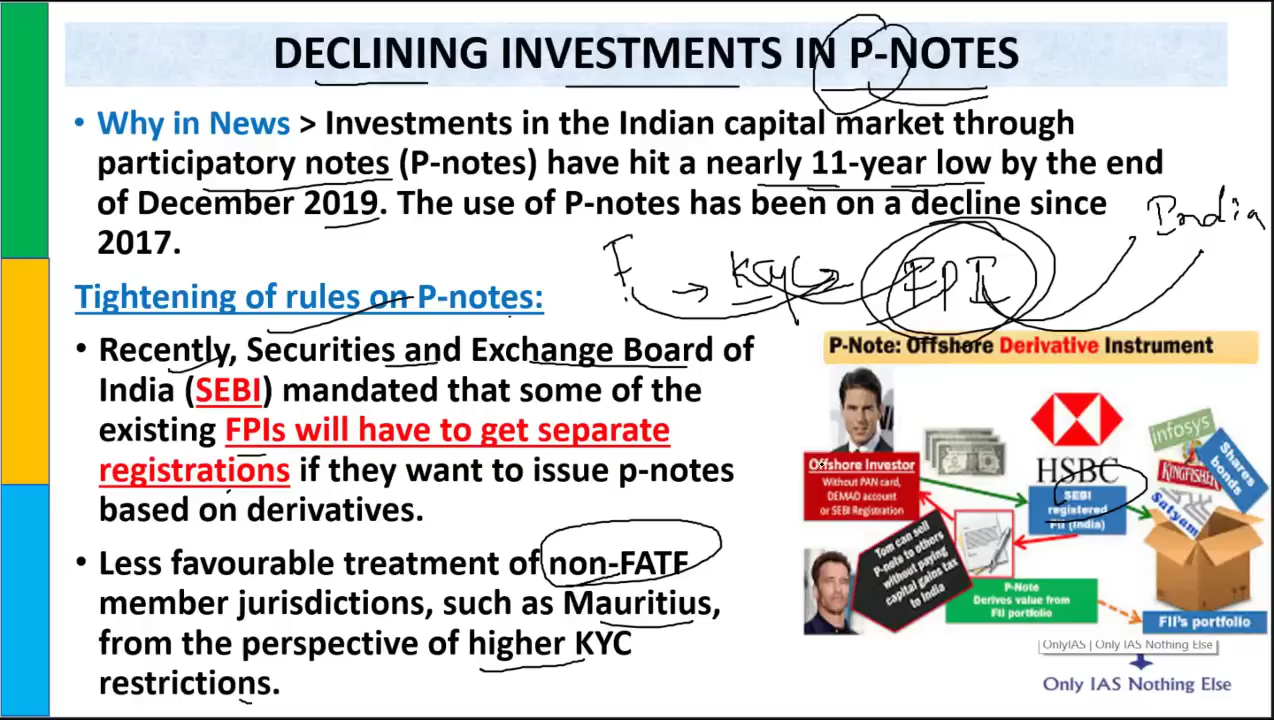 DECLINING INVESTMENTS IN P-NOTES
• Why in News > Investments in the Indian capital market through
participatory notes (P-notes) have hit a nearly 11-year low by the end
of December 2019. The use of P-notes has been on a decline since
2017.
India
F → KYC FPI
Tightening of rules on P-notes:
• Recently, Securities and Exchange Board of
India (SEBI) mandated that some of the
existing FPIs will have to get separate
registrations if they want to issue p-notes
based on derivatives.
• Less favourable treatment of non-FATF
member jurisdictions, such as Mauritius,
from the perspective of higher KYC
restrictions.
P-Note: Offshore Derivative Instrument
Offshore Investor
Without PAN card,
DEMAD account
or SEBI Registration
HSBC
SEBI
registered
FII (India)
infosys
KINGFISHER
Satyam
Shares
bonds
Tom can sell
P-note to others
without paying
capital gains tax
to India
P-Note
Derives value from
FII portfolio
FII's portfolio
OnlyIAS | Only IAS Nothing Else
Only IAS Nothing Else